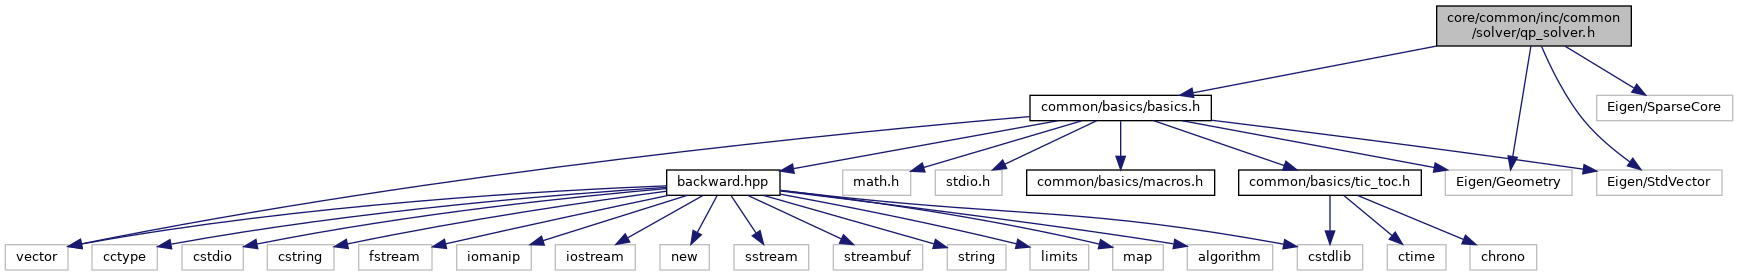 core/common/inc/common
/solver/qp_solver.h
common/basics/basics.h
Eigen/SparseCore
backward.hpp
math.h
stdio.h
common/basics/macros.h
common/basics/tic_toc.h
Eigen/Geometry
Eigen/StdVector
vector
cctype
cstdio
cstring
fstream
iomanip
iostream
new
sstream
streambuf
string
limits
map
algorithm
cstdlib
ctime
chrono